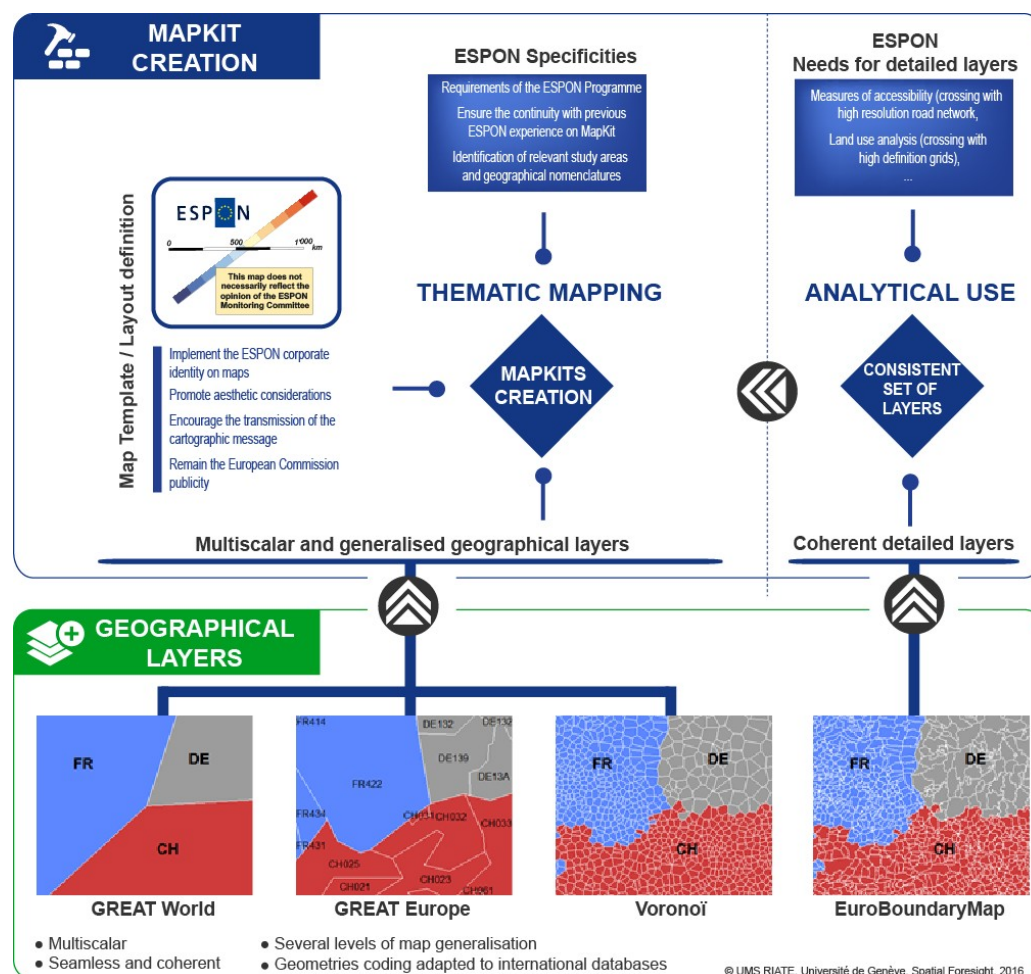 MAPKIT
CREATION
ESPON Specificities
Requirements of the ESPON Programme
Ensure the continuity with previous
ESPON experience on MapKit
Identification of relevant study areas
and geographical nomenclatures
ESPON
Needs for detailed layers
Measures of accessibility (crossing with
high resolution road network,
Land use analysis (crossing with
high definition grids),
...
Map Template / Layout definition
ESPON
0 500 1'000
km
This map does not
necessarily reflect the
opinion of the ESPON
Monitoring Committee
Implement the ESPON corporate
identity on maps
Promote aesthetic considerations
Encourage the transmission of the
cartographic message
Remain the European Commission
publicity
THEMATIC MAPPING
MAPKITS
CREATION
ANALYTICAL USE
CONSISTENT
SET OF
LAYERS
Multiscalar and generalised geographical layers
Coherent detailed layers
GEOGRAPHICAL
LAYERS
FR
DE
CH
GREAT World
FR414
DE132
DE132
DE139
DE13A
FR422
FR434
FR431
CH031
CH032
CH033
CH025
CH023
CH021
CH061
GREAT Europe
FR
DE
CH
Voronoï
FR
DE
CH
EuroBoundaryMap
● Multiscalar
● Seamless and coherent
● Several levels of map generalisation
● Geometries coding adapted to international databases
© UMS RIATE, Université de Genève, Spatial Foresight, 2016